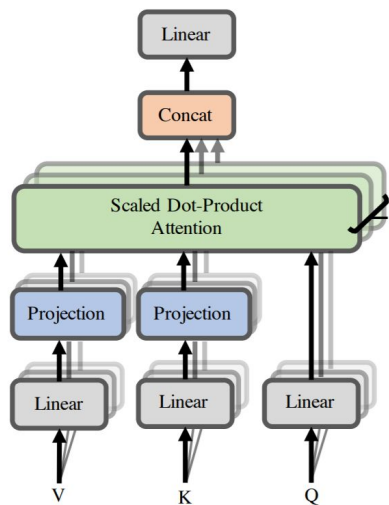 Linear
Concat
Scaled Dot-Product
Attention
Projection Projection
Linear Linear Linear
V K Q